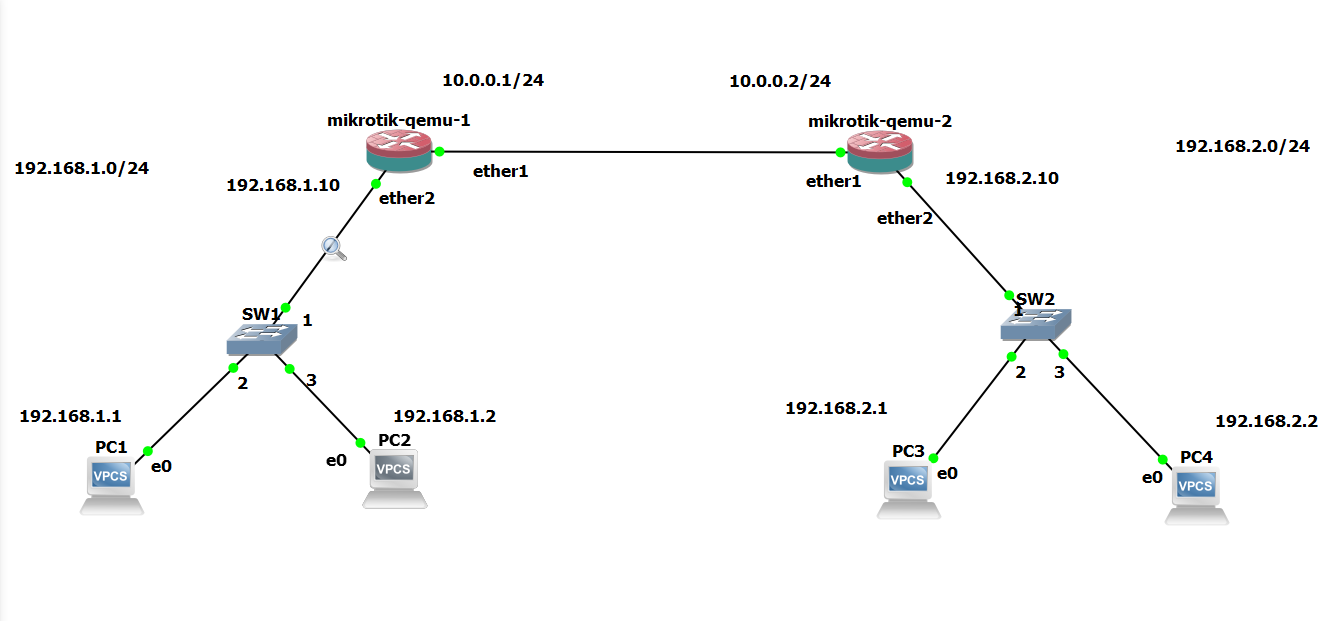 10.0.0.1/24
10.0.0.2/24
mikrotik-qemu-1
mikrotik-qemu-2
192.168.2.0/24
192.168.1.0/24
ether1
ether1
192.168.1.10
192.168.2.10
ether2
ether2
SW1
1
SW2
1
2
3
2
3
192.168.1.1
192.168.1.2
192.168.2.1
192.168.2.2
PC1
e0
VPCS
PC2
e0
VPCS
PC3
e0
VPCS
PC4
e0
VPCS